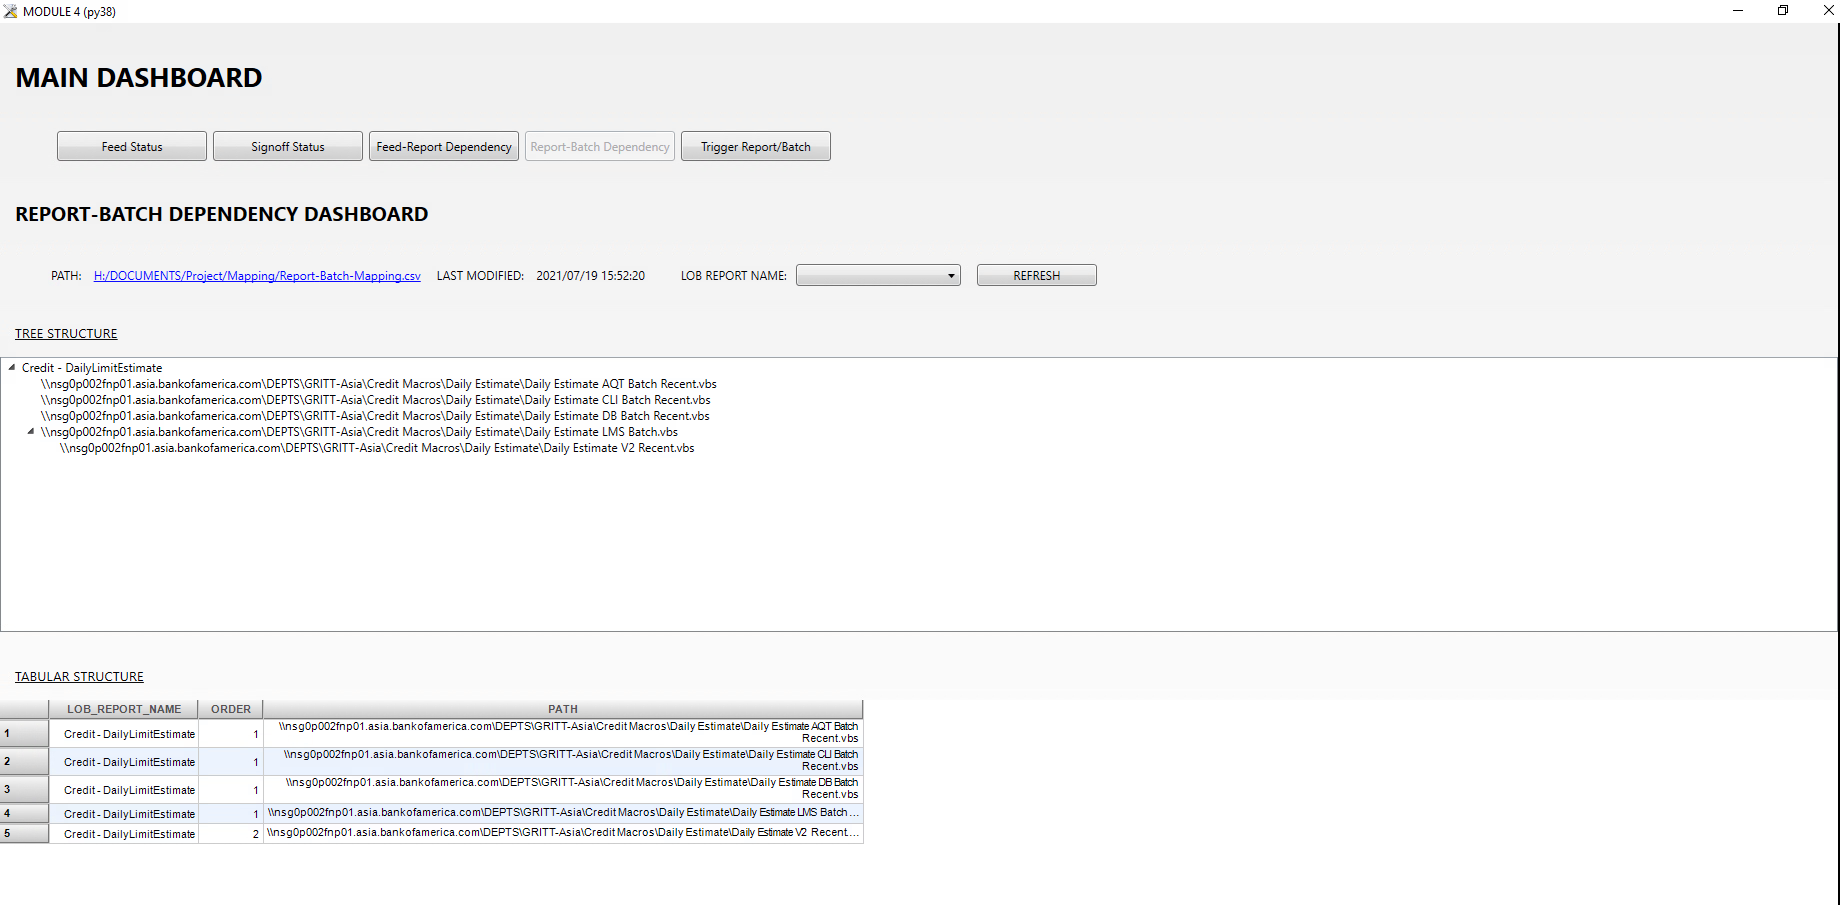 MODULE 4 (py38)
MAIN DASHBOARD
Feed Status Signoff Status Feed-Report Dependency Report-Batch Dependency Trigger Report/Batch
REPORT-BATCH DEPENDENCY DASHBOARD
PATH: H:/DOCUMENTS/Project/Mapping/Report-Batch-Mapping.csv LAST MODIFIED: 2021/07/19 15:52:20 LOB REPORT NAME: REFRESH
TREE STRUCTURE
Credit - DailyLimitEstimate
\\nsg0p002fnp01.asia.bankofamerica.com\DEPTS\GRITT-Asia\Credit Macros\Daily Estimate\Daily Estimate AQT Batch Recent.vbs
\\nsg0p002fnp01.asia.bankofamerica.com\DEPTS\GRITT-Asia\Credit Macros\Daily Estimate\Daily Estimate CLI Batch Recent.vbs
\\nsg0p002fnp01.asia.bankofamerica.com\DEPTS\GRITT-Asia\Credit Macros\Daily Estimate\Daily Estimate DB Batch Recent.vbs
\\nsg0p002fnp01.asia.bankofamerica.com\DEPTS\GRITT-Asia\Credit Macros\Daily Estimate\Daily Estimate LMS Batch.vbs
\\nsg0p002fnp01.asia.bankofamerica.com\DEPTS\GRITT-Asia\Credit Macros\Daily Estimate\Daily Estimate V2 Recent.vbs
TABULAR STRUCTURE
LOB_REPORT_NAME ORDER PATH
1 Credit - DailyLimitEstimate 1 \\nsg0p002fnp01.asia.bankofamerica.com\DEPTS\GRITT-Asia\Credit Macros\Daily Estimate\Daily Estimate AQT Batch
Recent.vbs
2 Credit - DailyLimitEstimate 1 \\nsg0p002fnp01.asia.bankofamerica.com\DEPTS\GRITT-Asia\Credit Macros\Daily Estimate\Daily Estimate CLI Batch
Recent.vbs
3 Credit - DailyLimitEstimate 1 \\nsg0p002fnp01.asia.bankofamerica.com\DEPTS\GRITT-Asia\Credit Macros\Daily Estimate\Daily Estimate DB Batch
Recent.vbs
4 Credit - DailyLimitEstimate 1 \\nsg0p002fnp01.asia.bankofamerica.com\DEPTS\GRITT-Asia\Credit Macros\Daily Estimate\Daily Estimate LMS Batch ...
5 Credit - DailyLimitEstimate 2 \\nsg0p002fnp01.asia.bankofamerica.com\DEPTS\GRITT-Asia\Credit Macros\Daily Estimate\Daily Estimate V2 Recent....